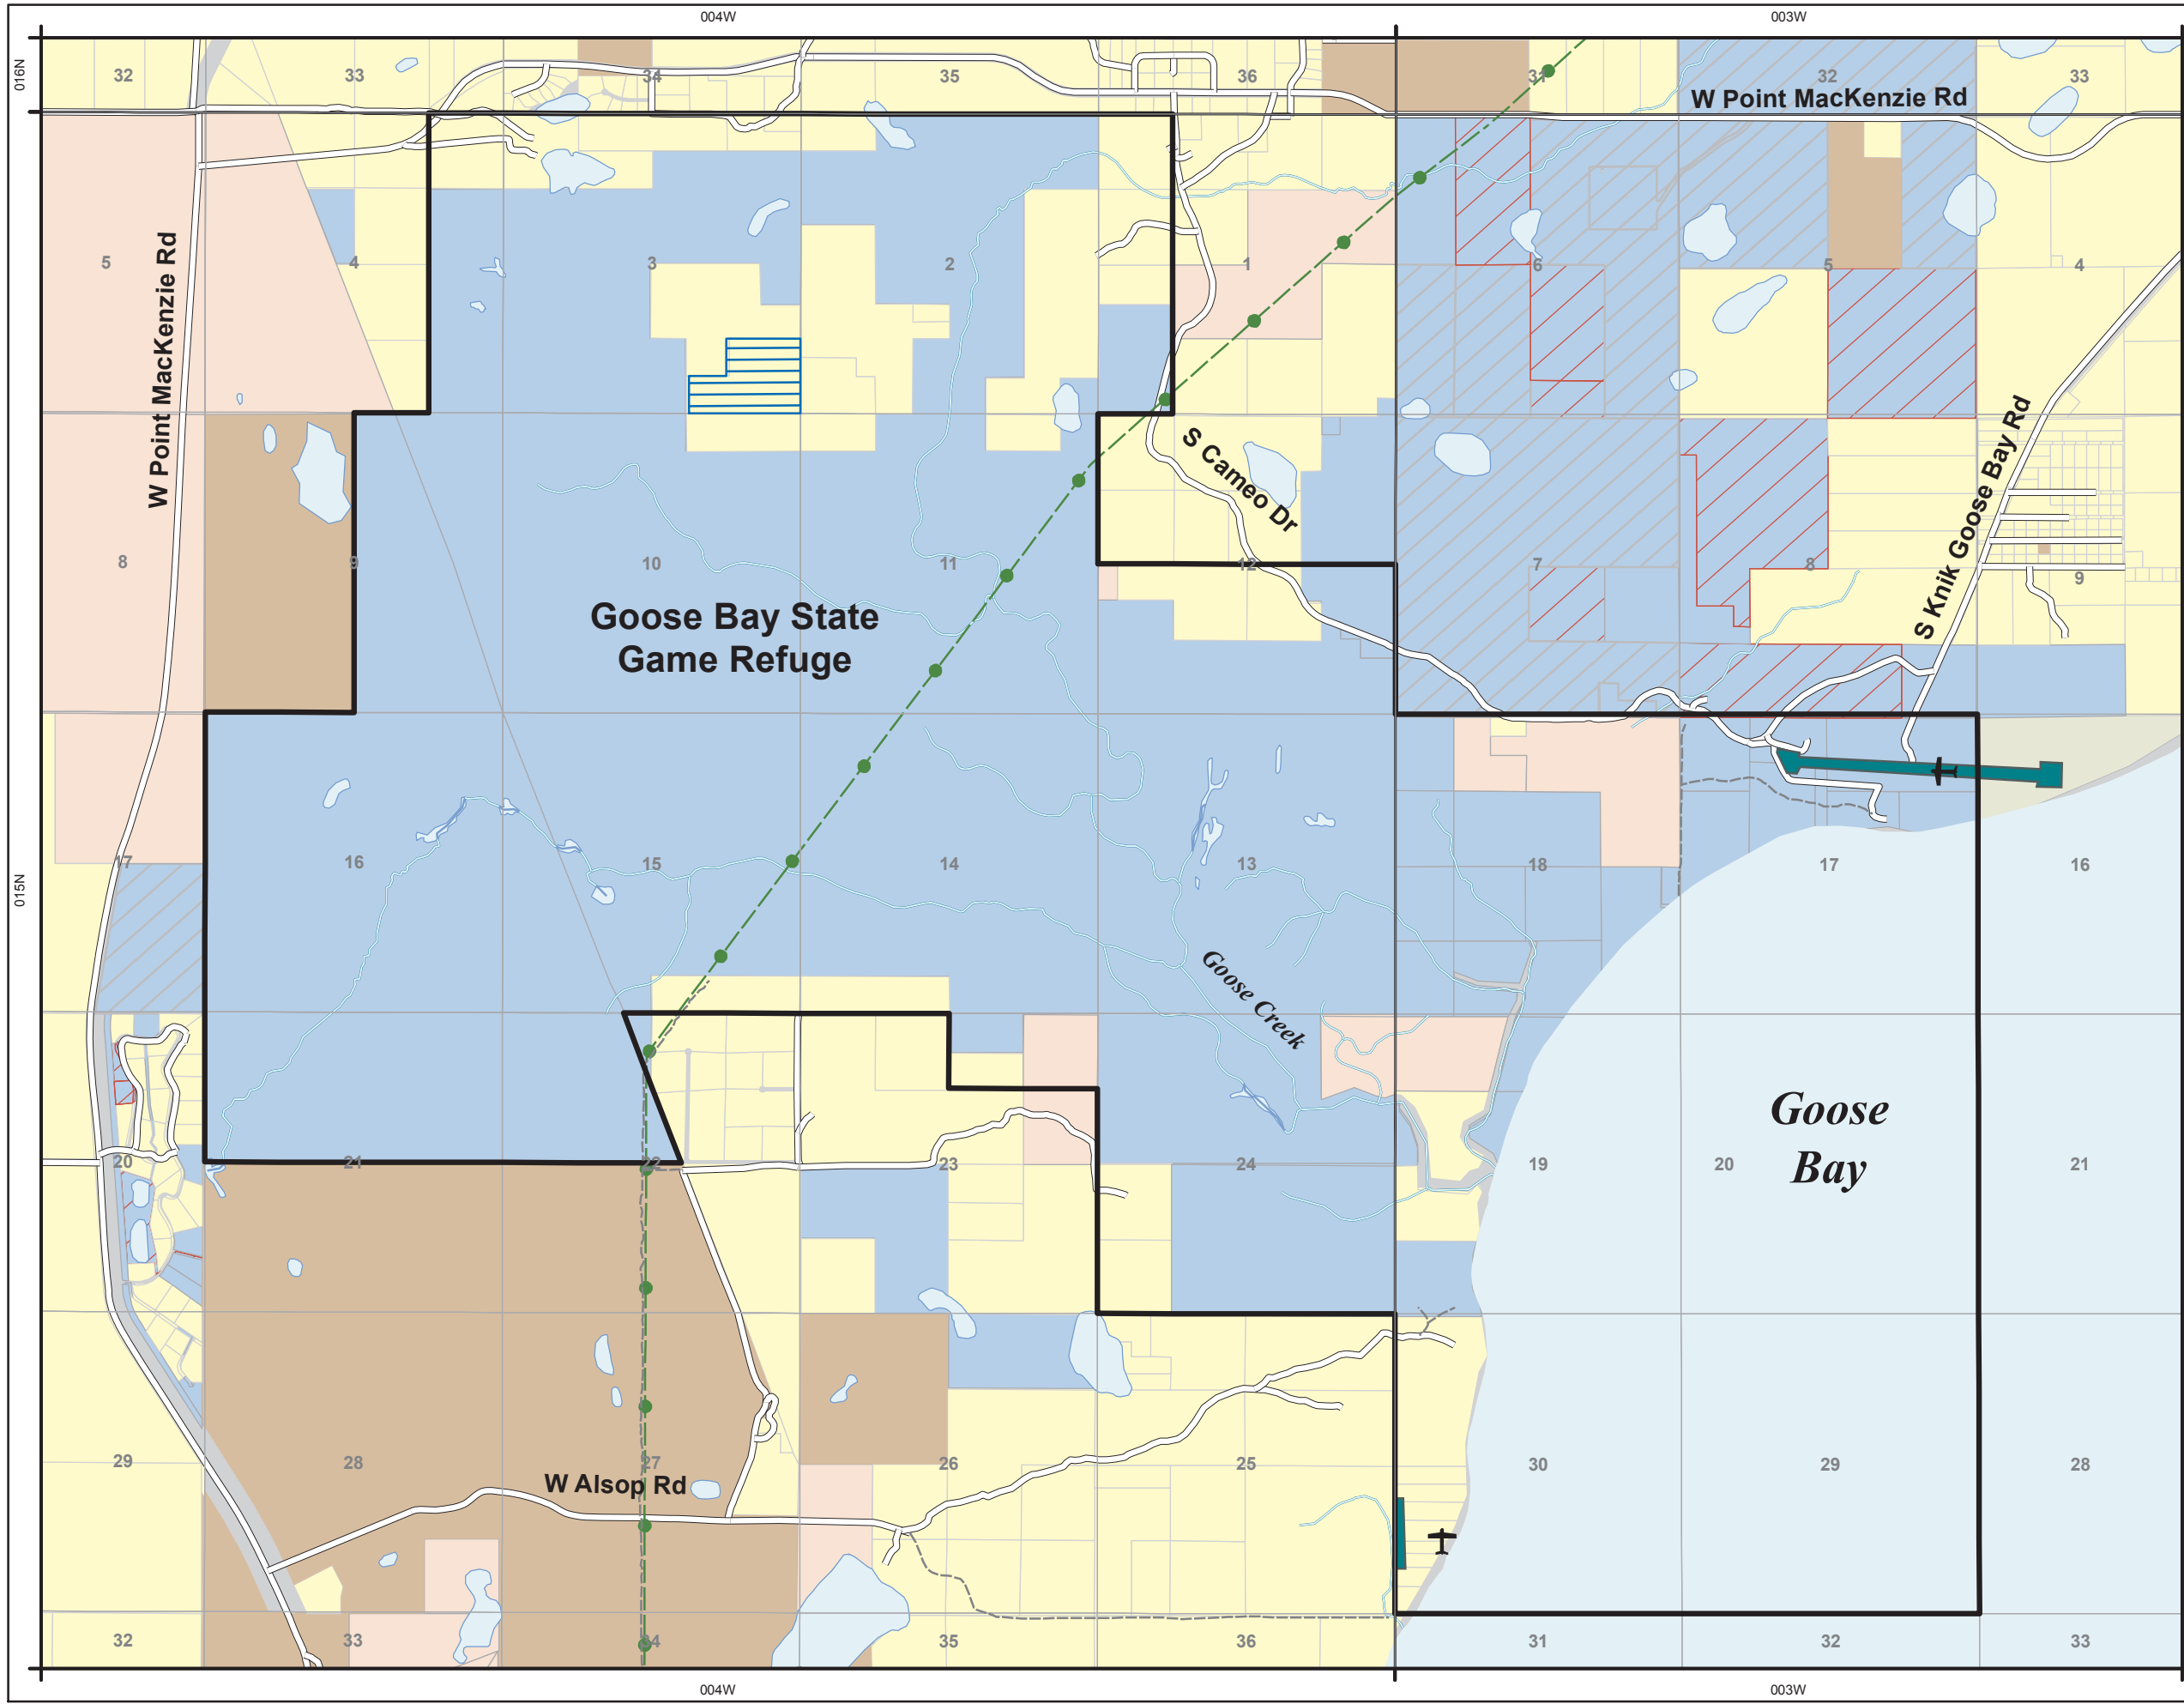 004W 003W
016N
32 33 34 35 36 31 32 33
W Point MacKenzie Rd
5 4 3 2 1 6 5 4
W Point MacKenzie Rd
S Cameo Dr
S Knik Goose Bay Rd
8 9 10 11 12 7 8 9
Goose Bay State
Game Refuge
015N
17 16 15 14 13 18 17 16
Goose Creek
Goose
Bay
20 21 22 23 24 19 20 21
29 28 27 26 25 30 29 28
W Alsop Rd
32 33 34 35 36 31 32 33
004W 003W